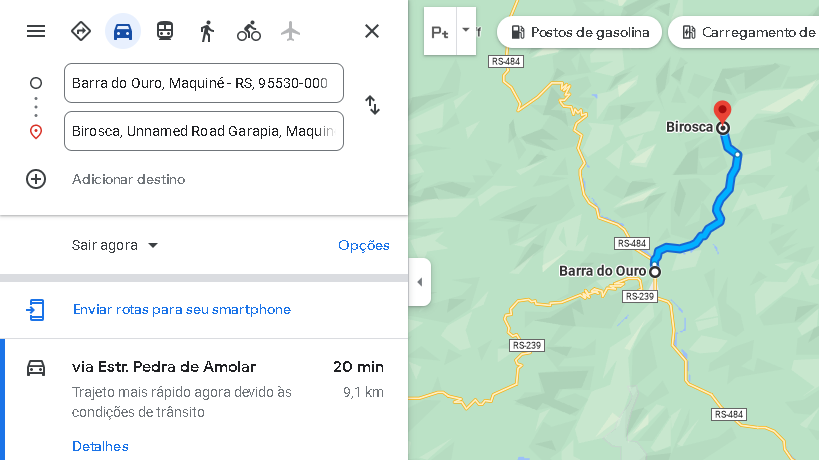 Barra do Ouro, Maquiné - RS, 95530-000
Birosca, Unnamed Road Garapia, Maquin
Adicionar destino
Sair agora
Opções
Enviar rotas para seu smartphone
via Estr. Pedra de Amolar
20 min
Trajeto mais rápido agora devido às
9,1 km
condições de trânsito
Detalhes
Pt
Postos de gasolina
Carregamento de
RS-484
Birosca
RS-484
Barra do Ouro
RS-239
RS-239
RS-484